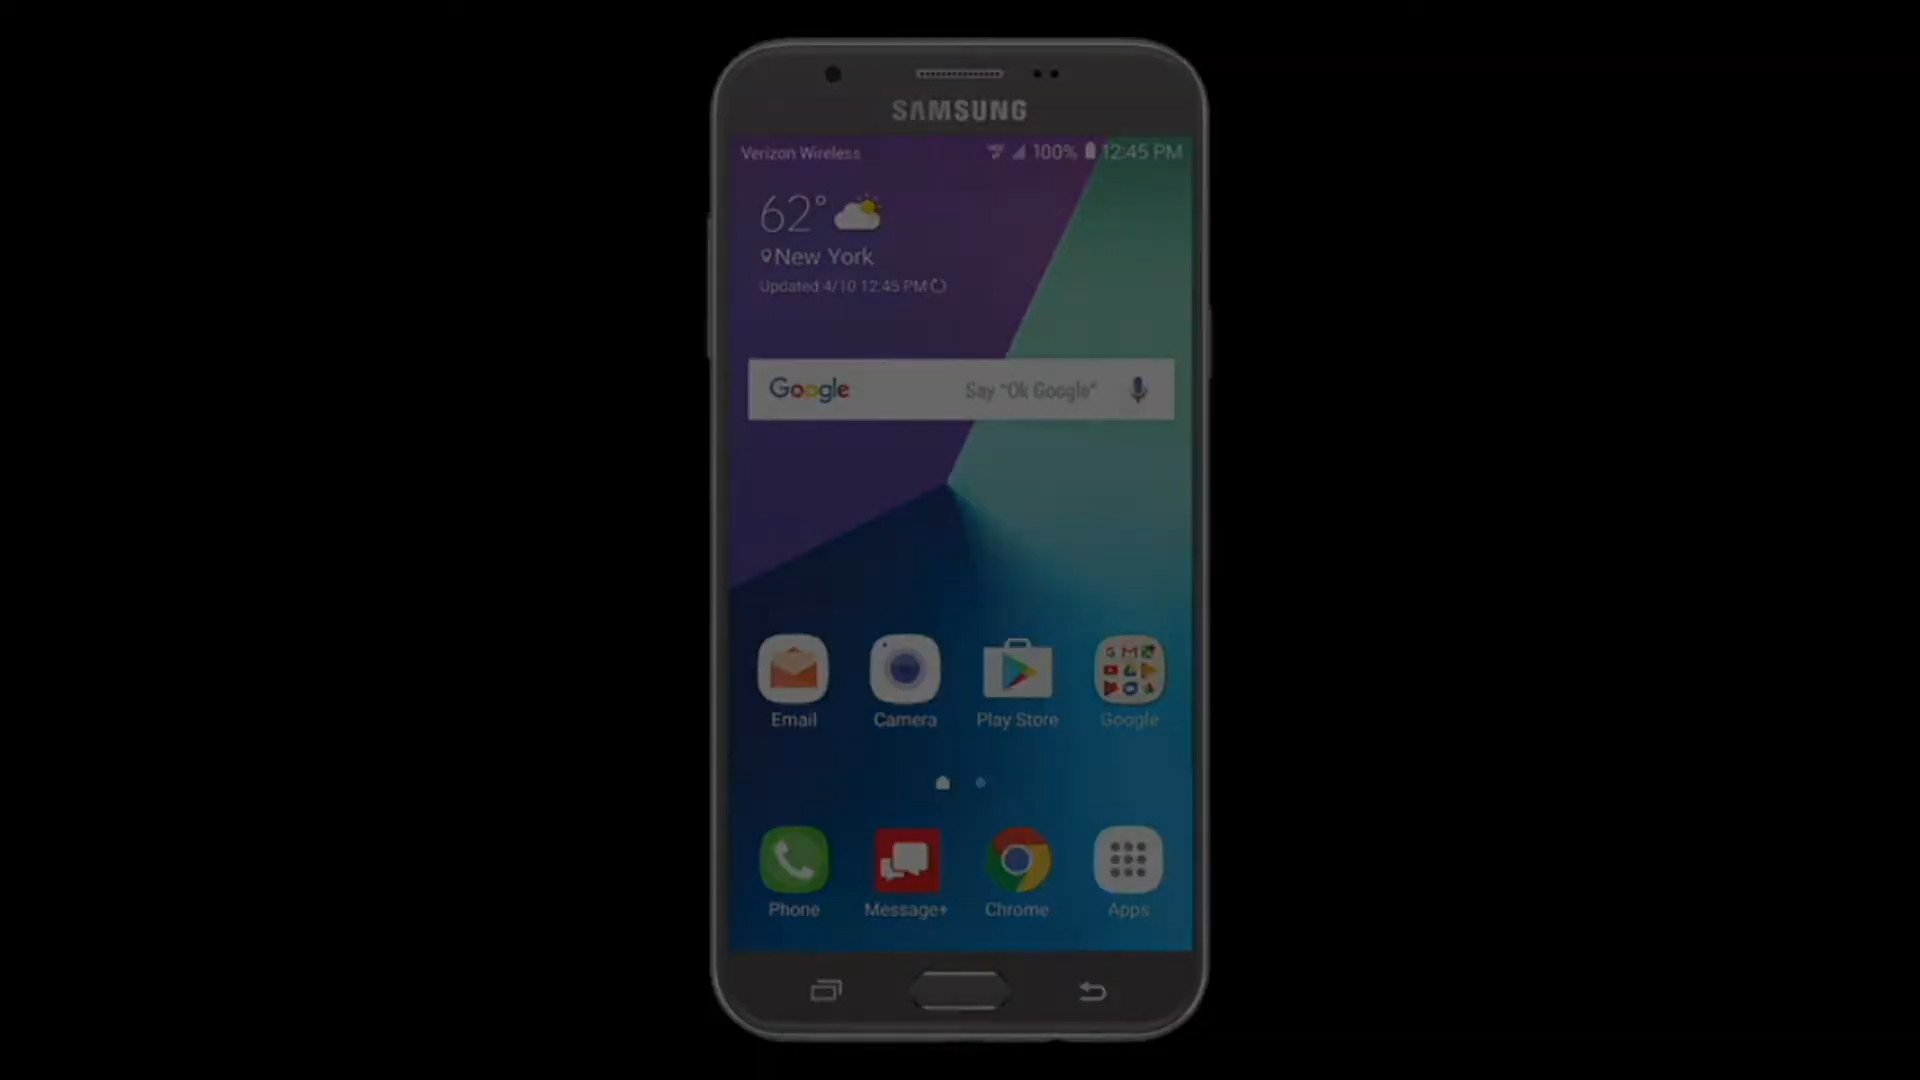 SAMSUNG
Verizon Wireless 100% 12:45 PM
62°
New York
Updated 4/10 12:45 PM
Google Say "Ok Google"
Email Camera Play Store Google
Phone Message+ Chrome Apps